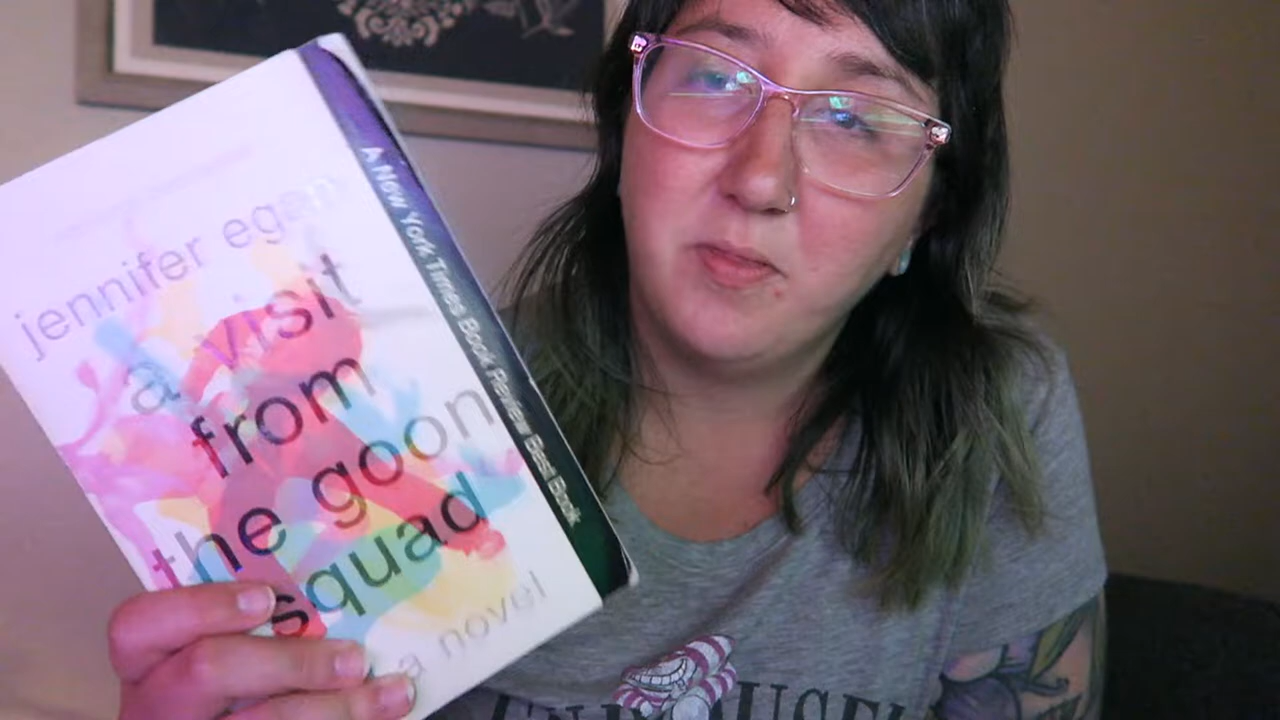 jennifer egan
a visit
from
the goon
squad
a novel
A New York Times Book Review Best Book